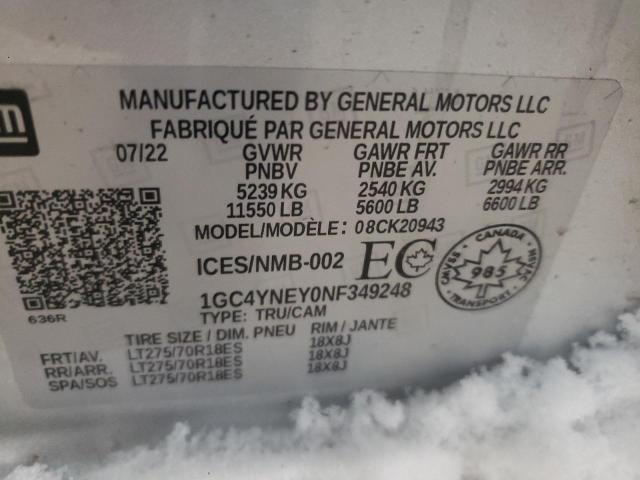 m
MANUFACTURED BY GENERAL MOTORS LLC
FABRIQUÉ PAR GENERAL MOTORS LLC
07/22 GVWR GAWR FRT GAWR RR
PNBV PNBE AV. PNBE ARR.
5239 KG 2540 KG 2994 KG
11550 LB 5600 LB 6600 LB
MODEL/MODÈLE: 08CK20943
ICES/NMB-002 EC
CANADA
985
CMVSS - NSVAC
TRANSPORT
1GC4YNEY0NF349248
636R TYPE: TRU/CAM
TIRE SIZE / DIM. PNEU RIM / JANTE
FRT/AV. LT275/70R18ES 18X8J
RR/ARR. LT275/70R18ES 18X8J
SPA/SOS LT275/70R18ES 18X8J